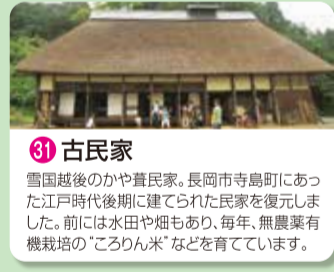 31 古民家
雪国越後のかや葺民家。長岡市寺島町にあっ
た江戸時代後期に建てられた民家を復元しま
した。前には水田や畑もあり、毎年、無農薬有
機栽培の“ころりん米”などを育てています。